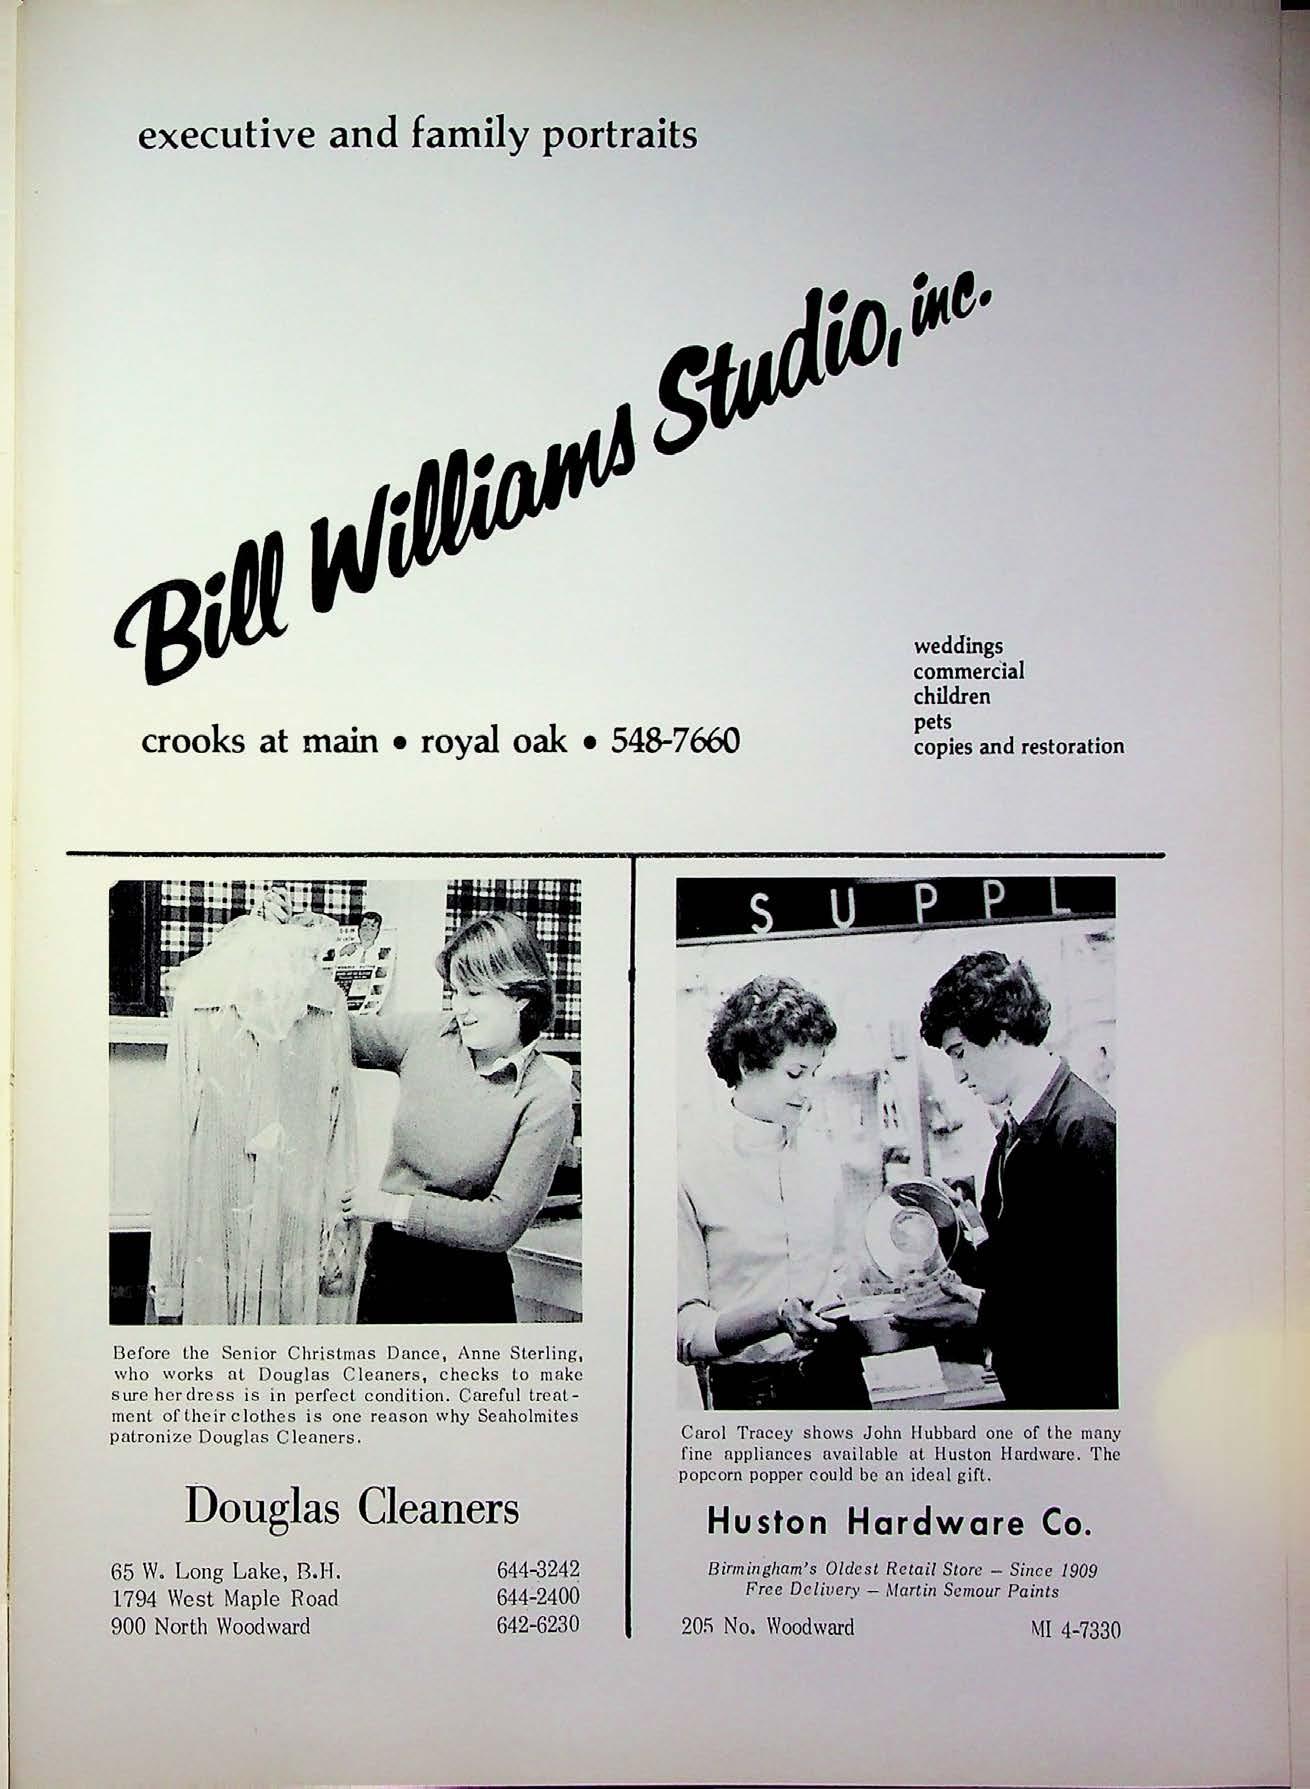 executive and family portraits
Bill Williams Studio, inc.
crooks at main • royal oak • 548-7660
weddings
commercial
children
pets
copies and restoration
Before the Senior Christmas Dance, Anne Sterling,
who works at Douglas Cleaners, checks to make
sure her dress is in perfect condition. Careful treat-
ment of their clothes is one reason why Seaholmites
patronize Douglas Cleaners.
Douglas Cleaners
65 W. Long Lake, B.H. 644-3242
1794 West Maple Road 644-2400
900 North Woodward 642-6230
S U P P L
Carol Tracey shows John Hubbard one of the many
fine appliances available at Huston Hardware. The
popcorn popper could be an ideal gift.
Huston Hardware Co.
Birmingham's Oldest Retail Store — Since 1909
Free Delivery — Martin Semour Paints
205 No. Woodward MI 4-7330